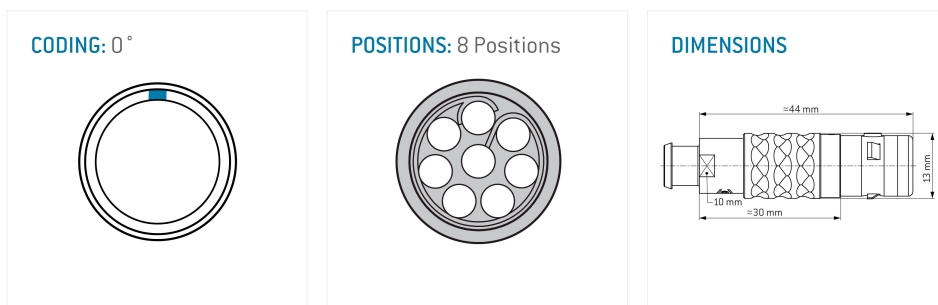 CODING: 0°
POSITIONS: 8 Positions
DIMENSIONS
≈44 mm
13 mm
10 mm
≈30 mm